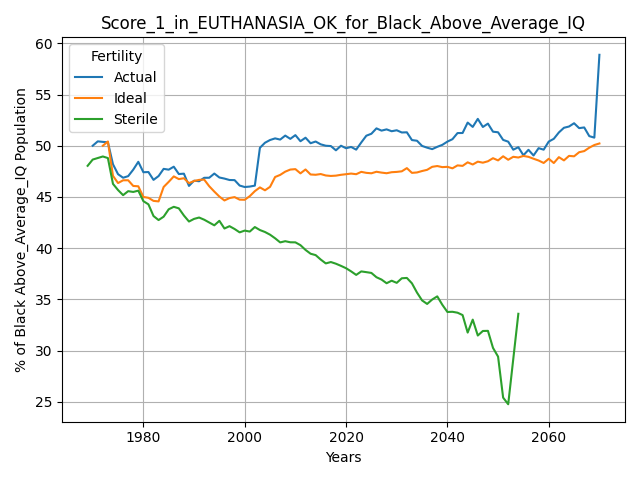 Score_1_in_EUTHANASIA_OK_for_Black_Above_Average_IQ
% of Black Above_Average_IQ Population
60
55
50
45
40
35
30
25
Fertility
Actual
Ideal
Sterile
1980
2000
2020
2040
2060
Years